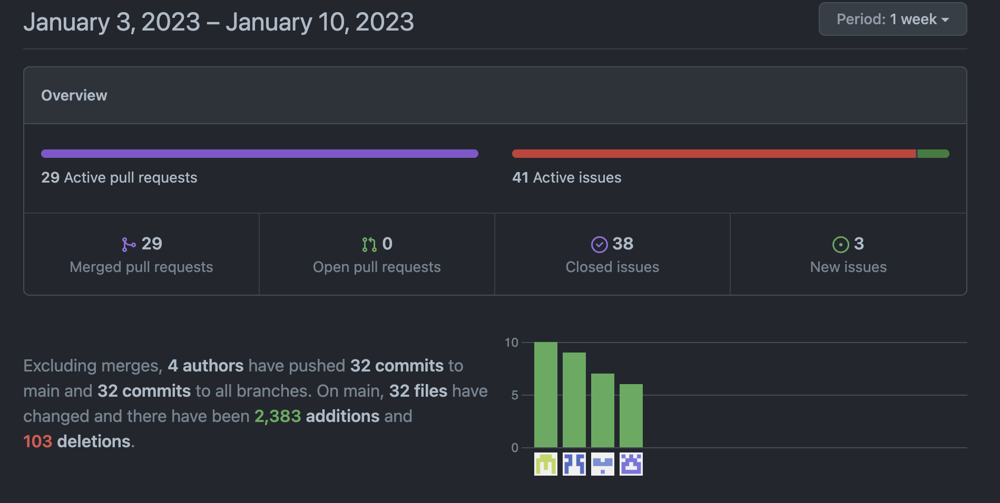 January 3, 2023 – January 10, 2023
Period: 1 week
Overview
29 Active pull requests
41 Active issues
29
Merged pull requests
0
Open pull requests
38
Closed issues
3
New issues
Excluding merges, 4 authors have pushed 32 commits to
main and 32 commits to all branches. On main, 32 files have
changed and there have been 2,383 additions and
103 deletions.
10
5
0